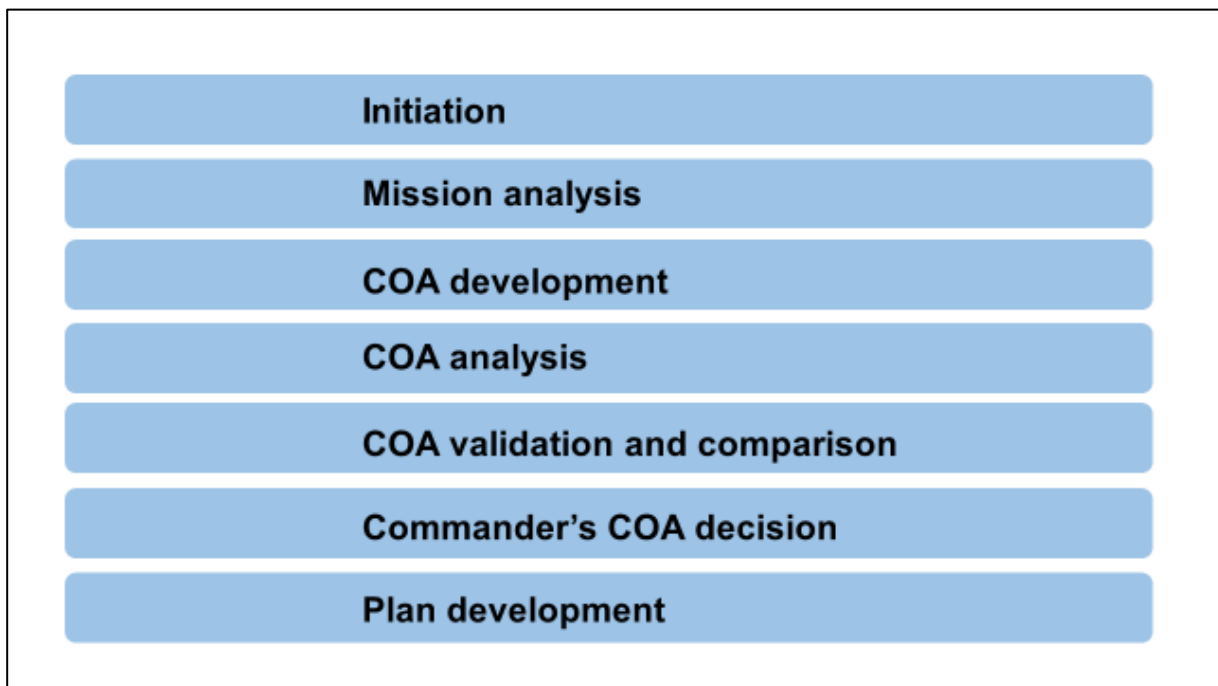 Initiation
Mission analysis
COA development
COA analysis
COA validation and comparison
Commander’s COA decision
Plan development